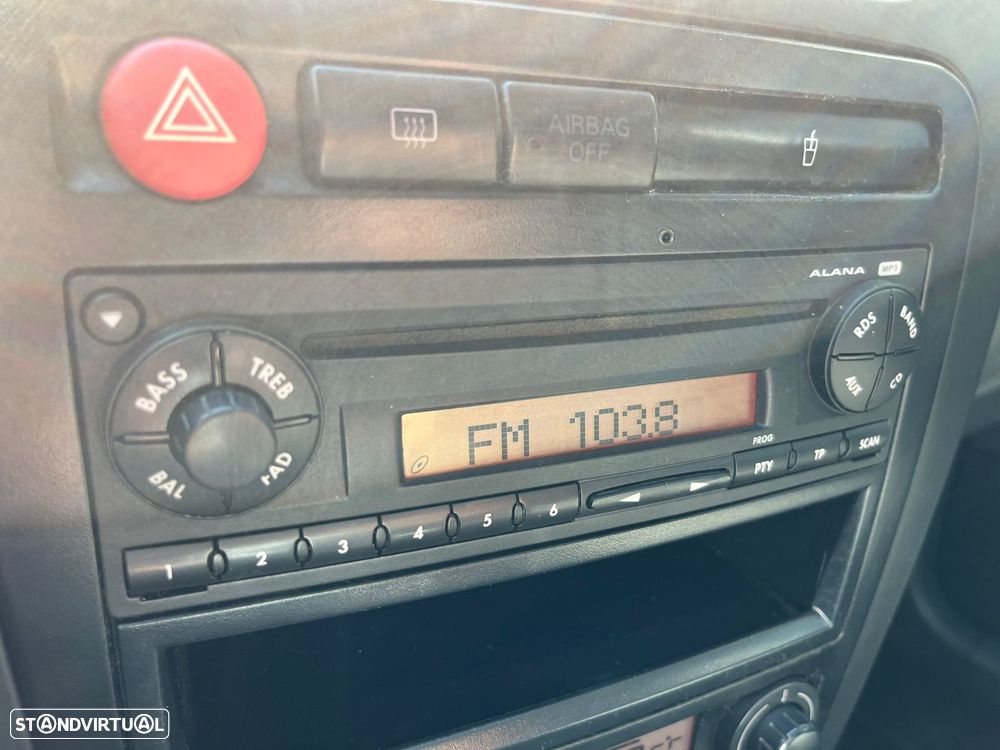 AIRBAG
OFF
ALANA MP3
BASS TREB
BAL FAD
RDS BAND
AUX CD
FM 103.8
PROG
PTY TP SCAN
1 2 3 4 5 6
STANDVIRTUAL